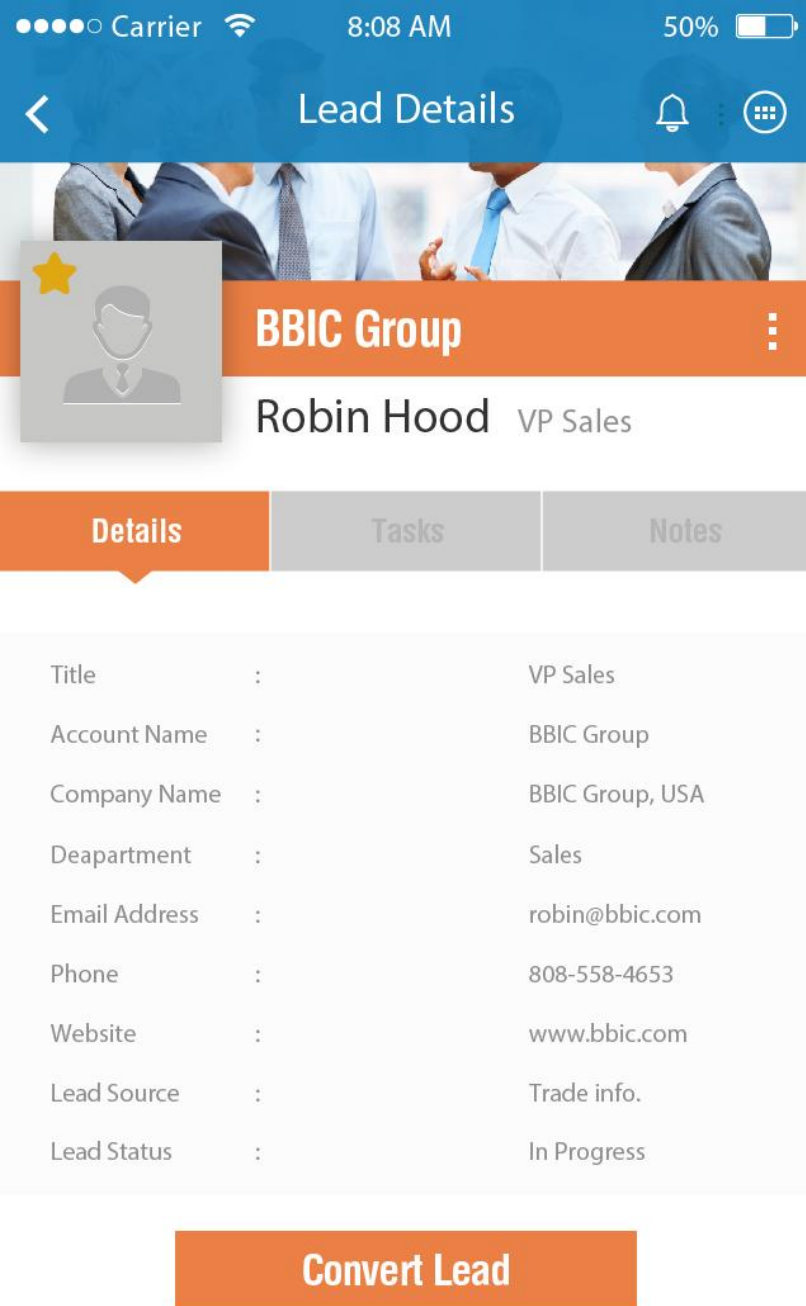 Carrier 8:08 AM 50%
Lead Details
BBIC Group
Robin Hood VP Sales
Details Tasks Notes
Title : VP Sales
Account Name : BBIC Group
Company Name : BBIC Group, USA
Deapartment : Sales
Email Address : robin@bbic.com
Phone : 808-558-4653
Website : www.bbic.com
Lead Source : Trade info.
Lead Status : In Progress
Convert Lead